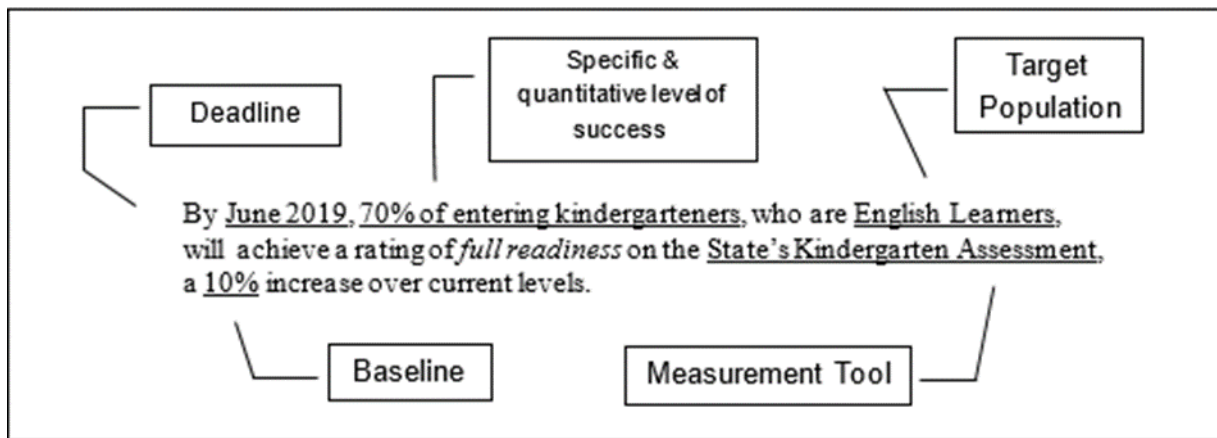 Specific &
quantitative level of
success
Target
Population
Deadline
By June 2019, 70% of entering kindergarteners, who are English Learners,
will achieve a rating of full readiness on the State’s Kindergarten Assessment,
a 10% increase over current levels.
Baseline
Measurement Tool